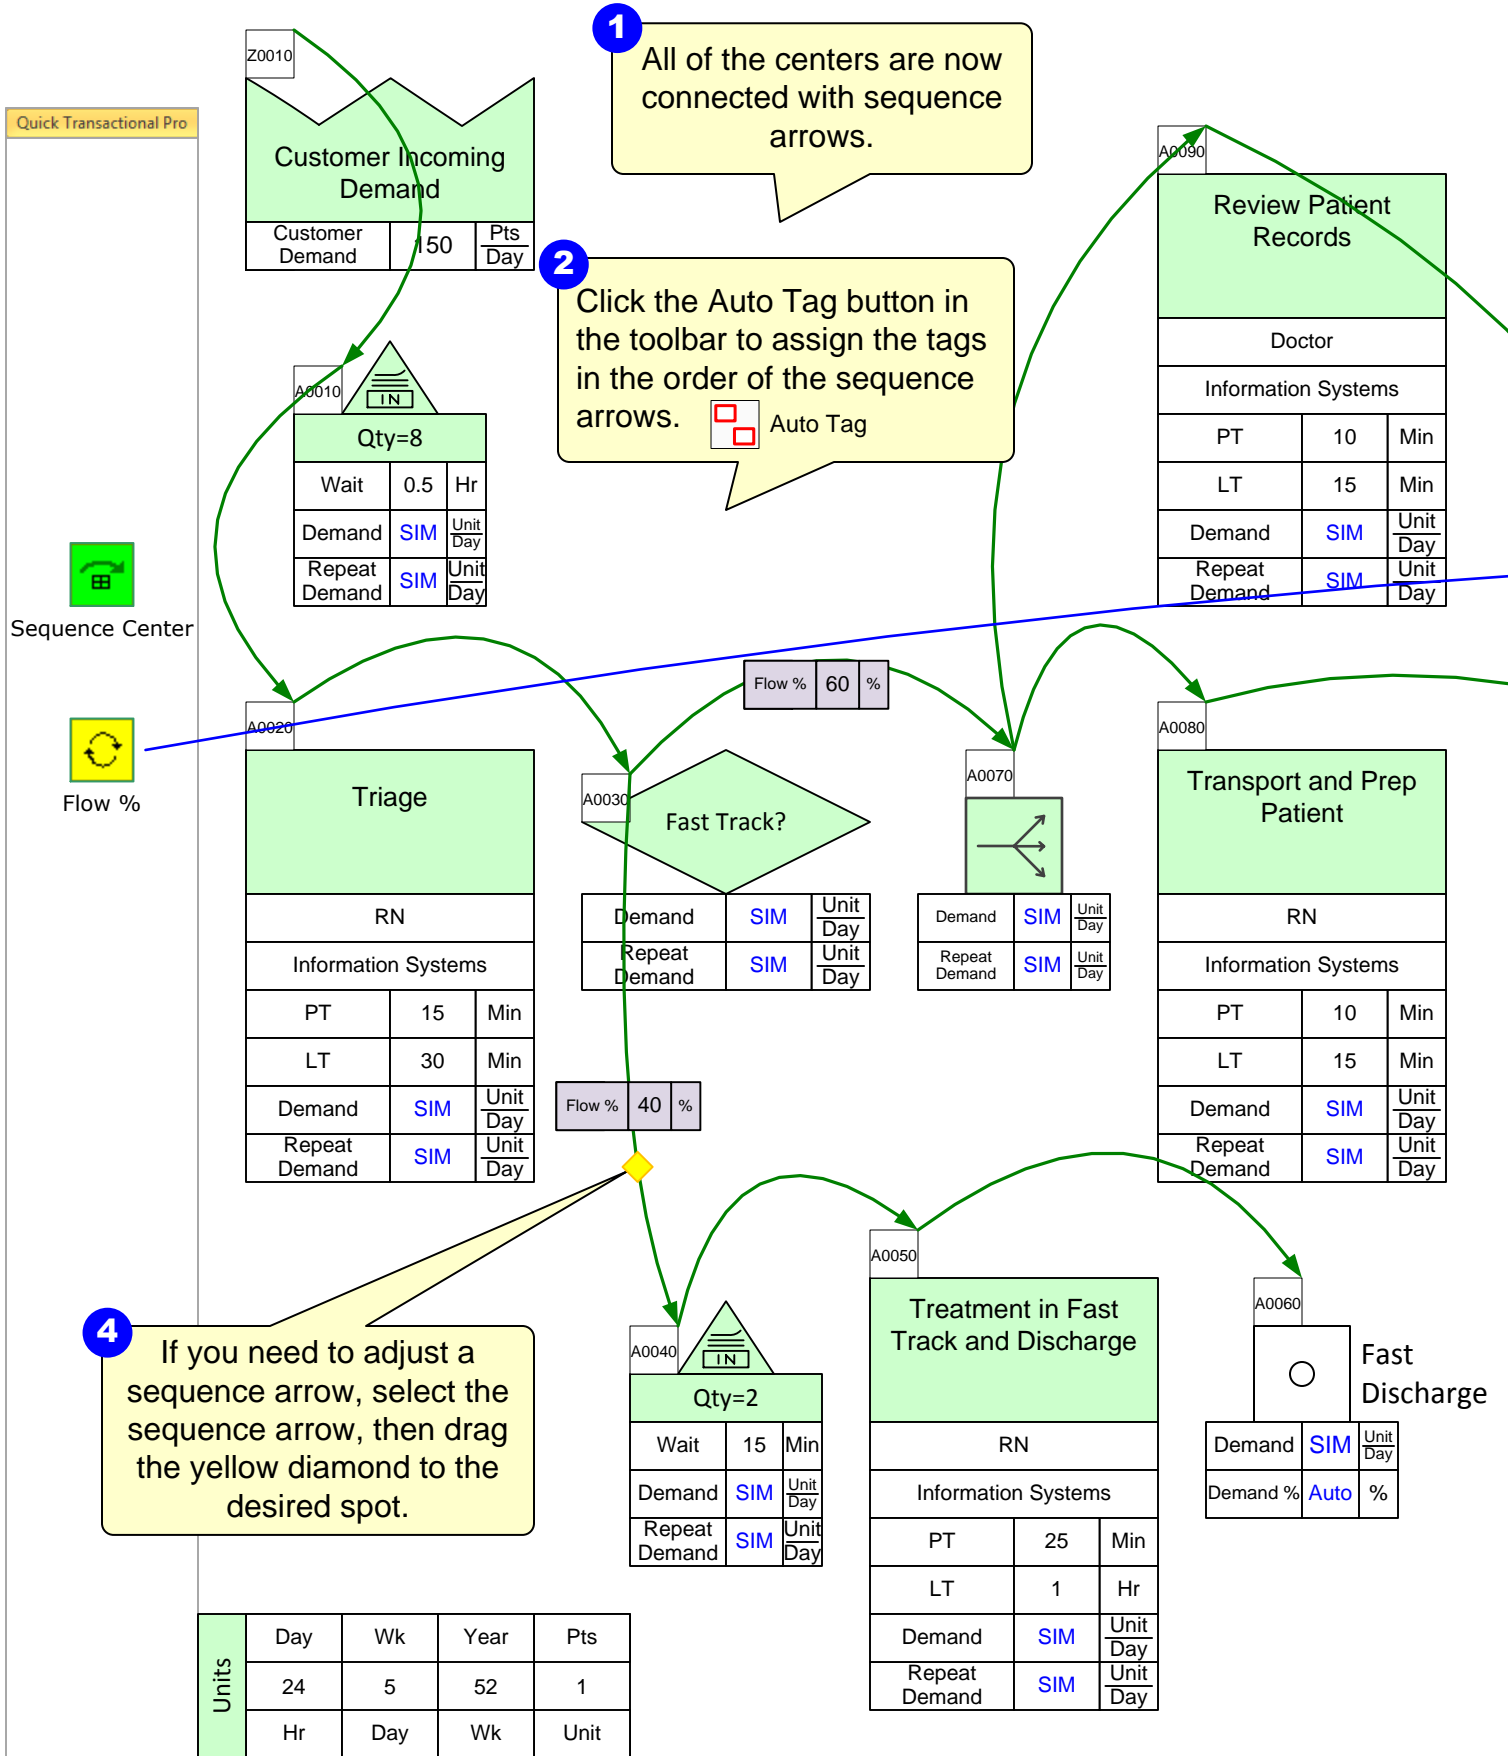 Quick Transactional Pro
Sequence Center
Flow %
Z0010
Customer Incoming
Demand
Customer
Demand
150
Pts
Day
1
All of the centers are now
connected with sequence
arrows.
2
Click the Auto Tag button in
the toolbar to assign the tags
in the order of the sequence
arrows.
Auto Tag
A0010
IN
Qty=8
Wait 0.5 Hr
Demand SIM Unit
Day
Repeat
Demand
SIM
Unit
Day
A0090
Review Patient
Records
Doctor
Information Systems
PT 10 Min
LT 15 Min
Demand SIM Unit
Day
Repeat
Demand
SIM
Unit
Day
A0020
Triage
RN
Information Systems
PT 15 Min
LT 30 Min
Demand SIM Unit
Day
Repeat
Demand
SIM
Unit
Day
Flow % 60 %
A0030
Fast Track?
Demand SIM Unit
Day
Repeat
Demand
SIM
Unit
Day
A0070
Demand SIM Unit
Day
Repeat
Demand
SIM
Unit
Day
A0080
Transport and Prep
Patient
RN
Information Systems
PT 10 Min
LT 15 Min
Demand SIM Unit
Day
Repeat
Demand
SIM
Unit
Day
Flow % 40 %
4
If you need to adjust a
sequence arrow, select the
sequence arrow, then drag
the yellow diamond to the
desired spot.
A0040
IN
Qty=2
Wait 15 Min
Demand SIM Unit
Day
Repeat
Demand
SIM
Unit
Day
A0050
Treatment in Fast
Track and Discharge
RN
Information Systems
PT 25 Min
LT 1 Hr
Demand SIM Unit
Day
Repeat
Demand
SIM
Unit
Day
A0060
Fast
Discharge
Demand SIM Unit
Day
Demand % Auto %
Units
Day Wk Year Pts
24 5 52 1
Hr Day Wk Unit